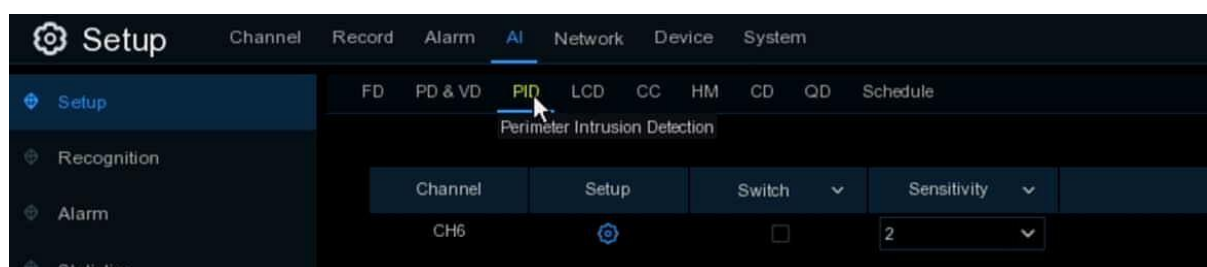 Setup Channel Record Alarm AI Network Device System
Setup FD PD & VD PID LCD CC HM CD QD Schedule
Perimeter Intrusion Detection
Recognition
Channel Setup Switch Sensitivity
Alarm
CH6 2